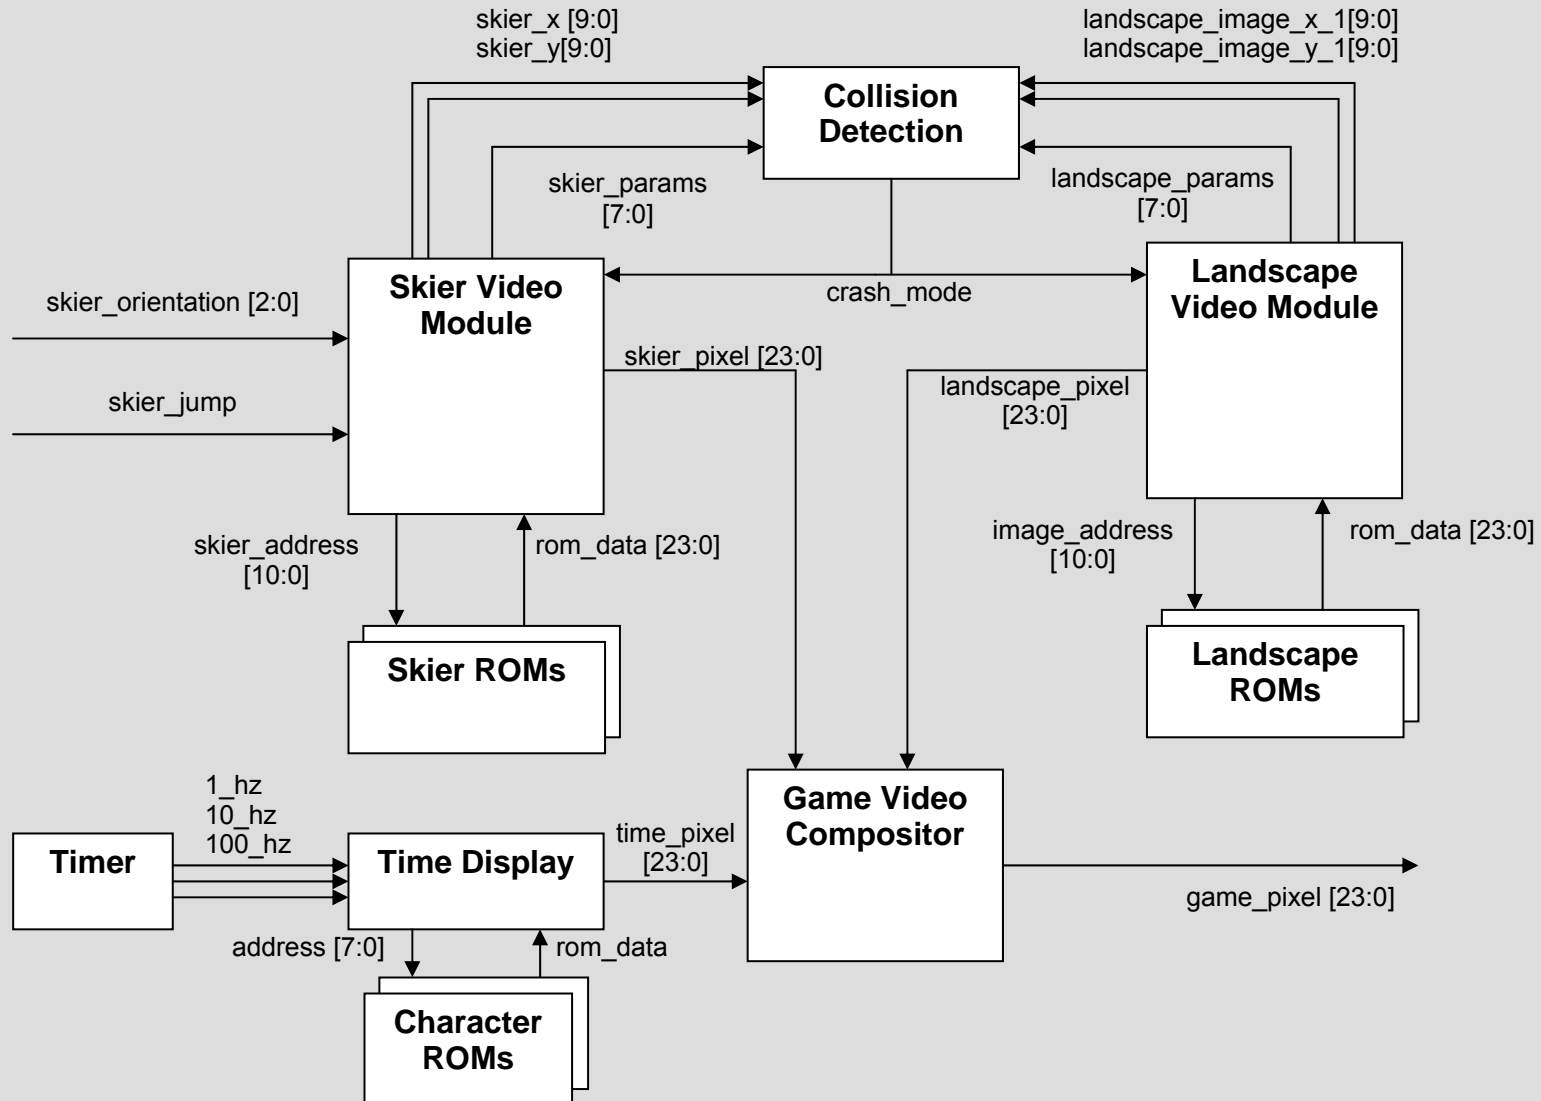 skier_x [9:0]
skier_y[9:0]
landscape_image_x_1[9:0]
landscape_image_y_1[9:0]
Collision
Detection
skier_params
[7:0]
landscape_params
[7:0]
skier_orientation [2:0]
Skier Video
Module
crash_mode
Landscape
Video Module
skier_jump
skier_pixel [23:0]
landscape_pixel
[23:0]
skier_address
[10:0]
rom_data [23:0]
image_address
[10:0]
rom_data [23:0]
Skier ROMs
Landscape
ROMs
1_hz
10_hz
100_hz
Timer
Time Display
time_pixel
[23:0]
Game Video
Compositor
game_pixel [23:0]
address [7:0]
rom_data
Character
ROMs